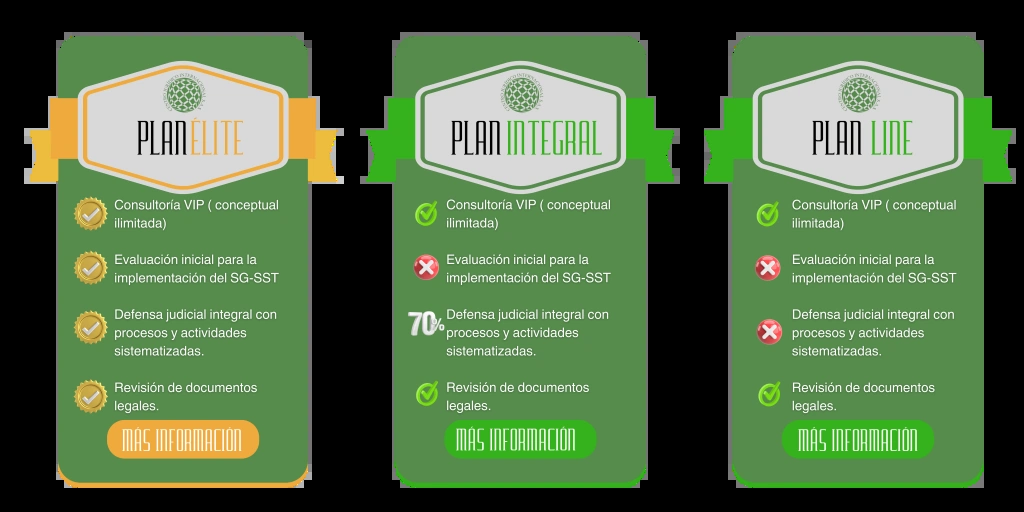 PLAN ÉLITE
Consultoría VIP ( conceptual
ilimitada)
Evaluación inicial para la
implementación del SG-SST
Defensa judicial integral con
procesos y actividades
sistematizadas.
Revisión de documentos
legales.
MÁS INFORMACIÓN
PLAN INTEGRAL
Consultoría VIP ( conceptual
ilimitada)
Evaluación inicial para la
implementación del SG-SST
70%
Defensa judicial integral con
procesos y actividades
sistematizadas.
Revisión de documentos
legales.
MÁS INFORMACIÓN
PLAN LINE
Consultoría VIP ( conceptual
ilimitada)
Evaluación inicial para la
implementación del SG-SST
Defensa judicial integral con
procesos y actividades
sistematizadas.
Revisión de documentos
legales.
MÁS INFORMACIÓN